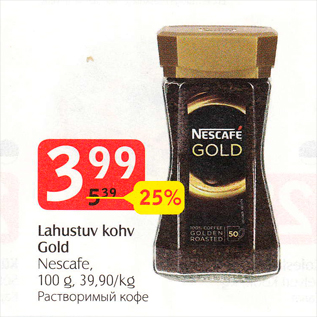 NESCAFÉ
GOLD
100% COFFEE
GOLDEN
ROASTED
50
3 99
5 39
25%
Lahustuv kohv
Gold
Nescafe,
100 g, 39,90/kg
Растворимый кофе